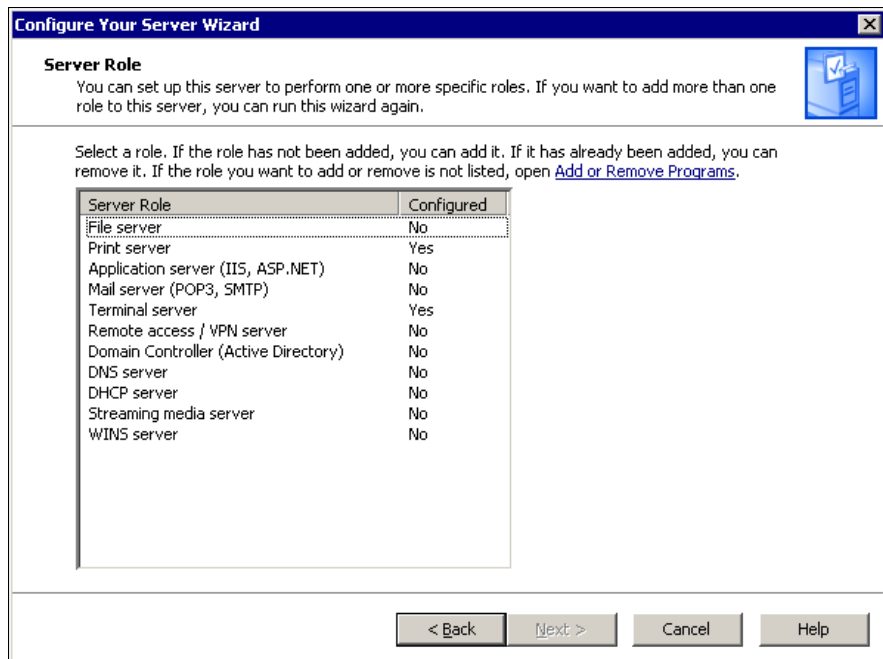 Configure Your Server Wizard
Server Role
You can set up this server to perform one or more specific roles. If you want to add more than one
role to this server, you can run this wizard again.
Select a role. If the role has not been added, you can add it. If it has already been added, you can
remove it. If the role you want to add or remove is not listed, open Add or Remove Programs.
Server Role Configured
File server No
Print server Yes
Application server (IIS, ASP.NET) No
Mail server (POP3, SMTP) No
Terminal server Yes
Remote access / VPN server No
Domain Controller (Active Directory) No
DNS server No
DHCP server No
Streaming media server No
WINS server No
< Back Next > Cancel Help